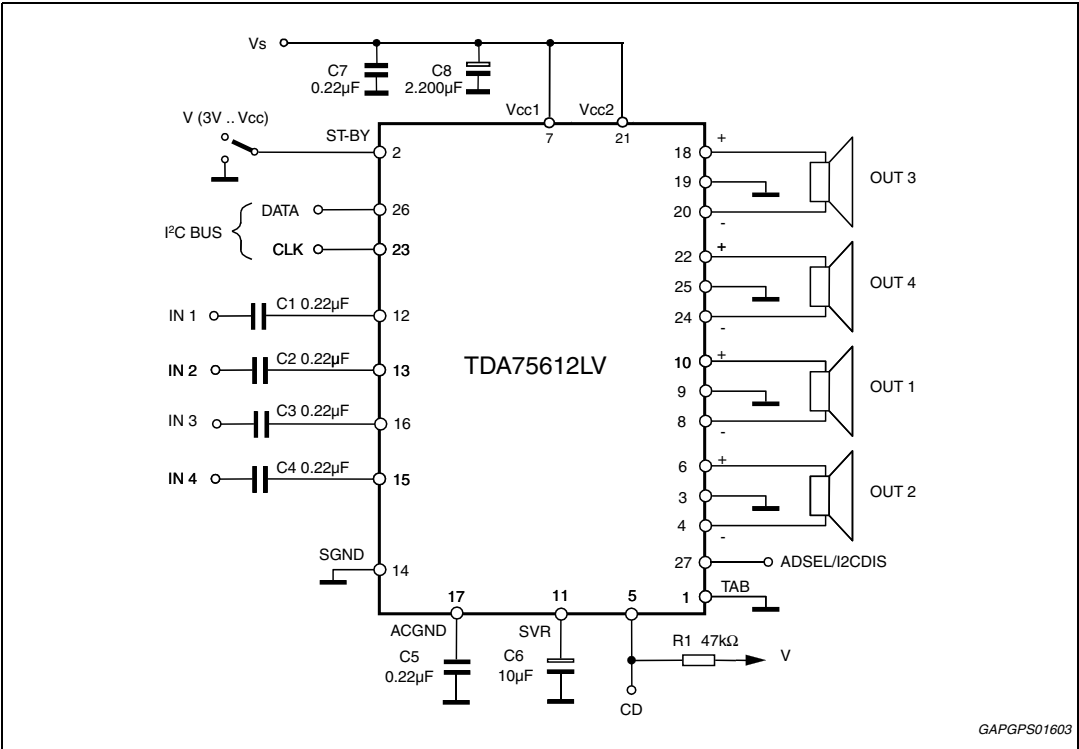 Vs
C7
0.22µF
C8
2.200µF
V (3V .. Vcc)
ST-BY
Vcc1
Vcc2
7
21
2
I²C BUS
DATA
26
CLK
23
IN 1
C1 0.22µF
12
IN 2
C2 0.22µF
13
IN 3
C3 0.22µF
16
IN 4
C4 0.22µF
15
SGND
14
TDA75612LV
18
+
19
20
-
OUT 3
22
+
25
24
-
OUT 4
10
+
9
8
-
OUT 1
6
+
3
4
-
OUT 2
27
ADSEL/I2CDIS
1
TAB
17
11
5
ACGND
SVR
C5
0.22µF
C6
10µF
R1 47kΩ
V
CD
GAPGPS01603